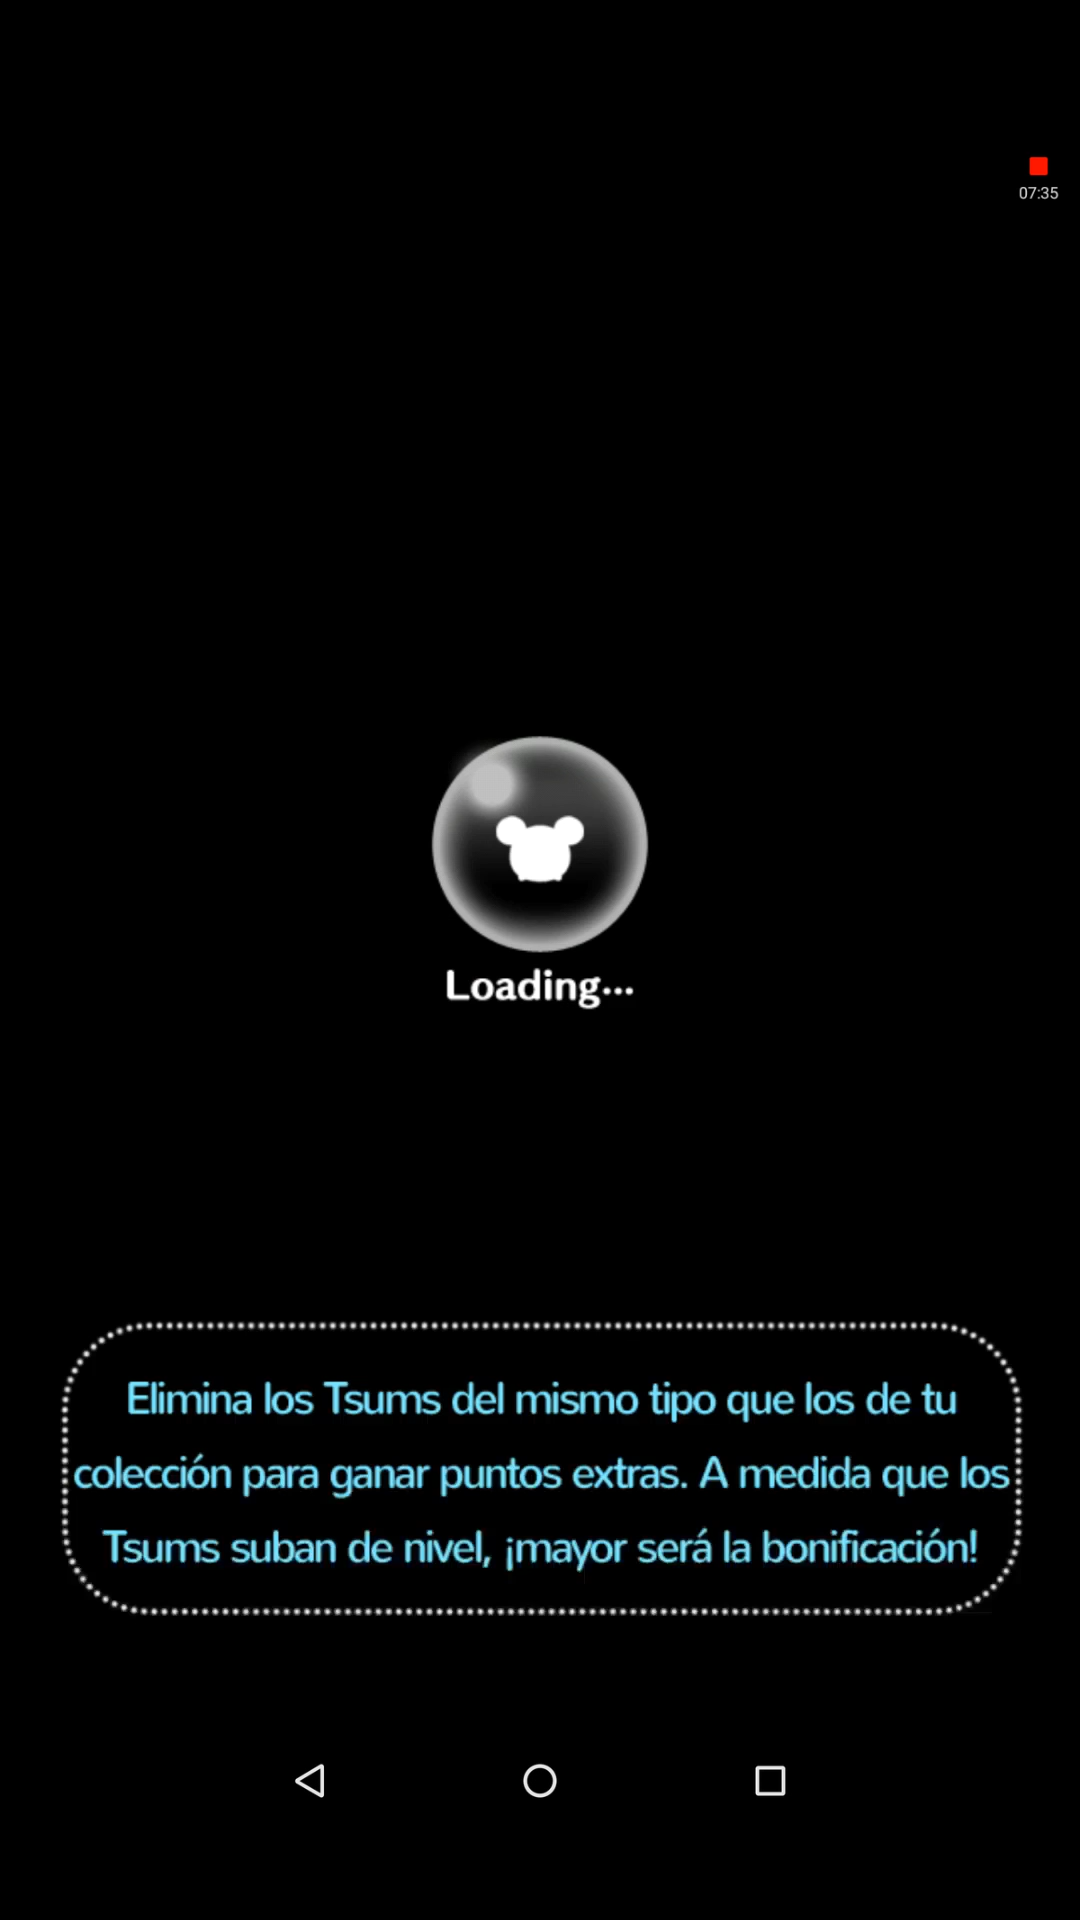 07:35
Loading...
Elimina los Tsums del mismo tipo que los de tu
colección para ganar puntos extras. A medida que los
Tsums suban de nivel, ¡mayor será la bonificación!